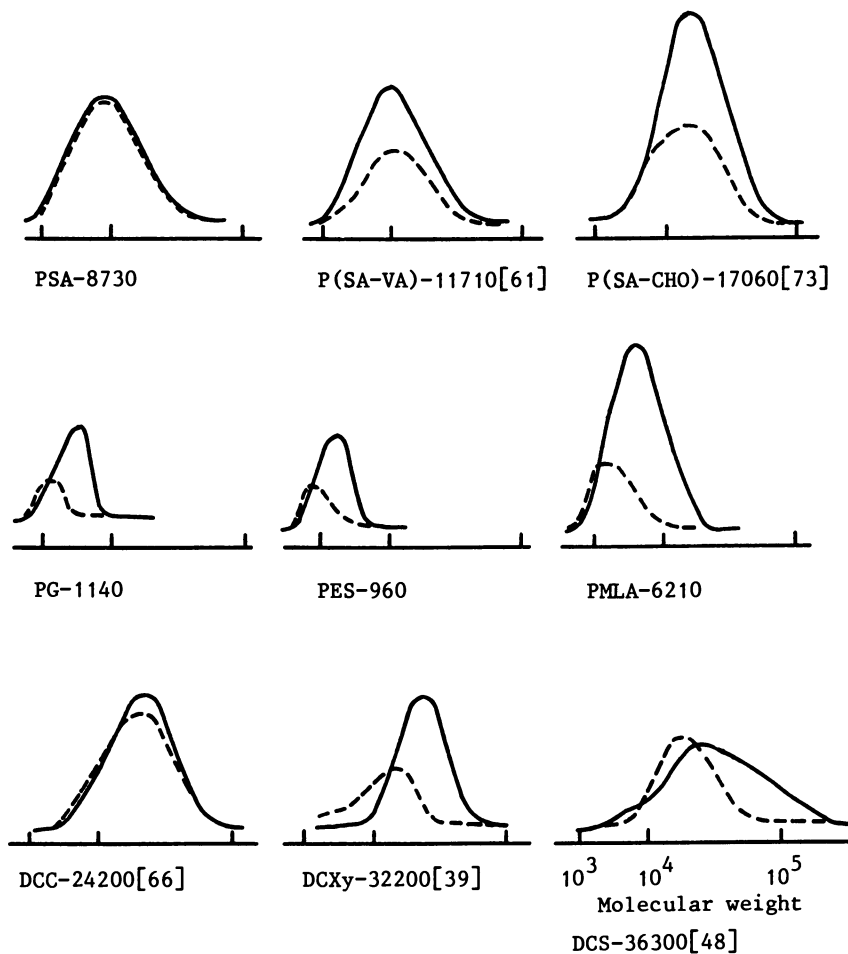 PSA-8730
P(SA-VA)-11710[61]
P(SA-CHO)-17060[73]
PG-1140
PES-960
PMLA-6210
DCC-24200[66]
DCXy-32200[39]
10³ 10⁴ 10⁵
Molecular weight
DCS-36300[48]